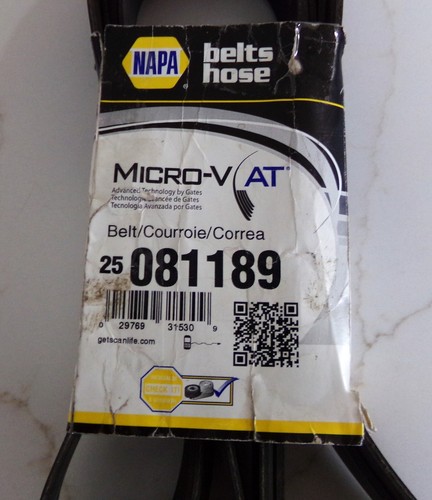 NAPA
belts
hose
MICRO-V AT
Advanced Technology by Gates
Technologie Avancée de Gates
Tecnología Avanzada por Gates
Belt/Courroie/Correa
25 081189
0 29769 31530 9
getscanlife.com